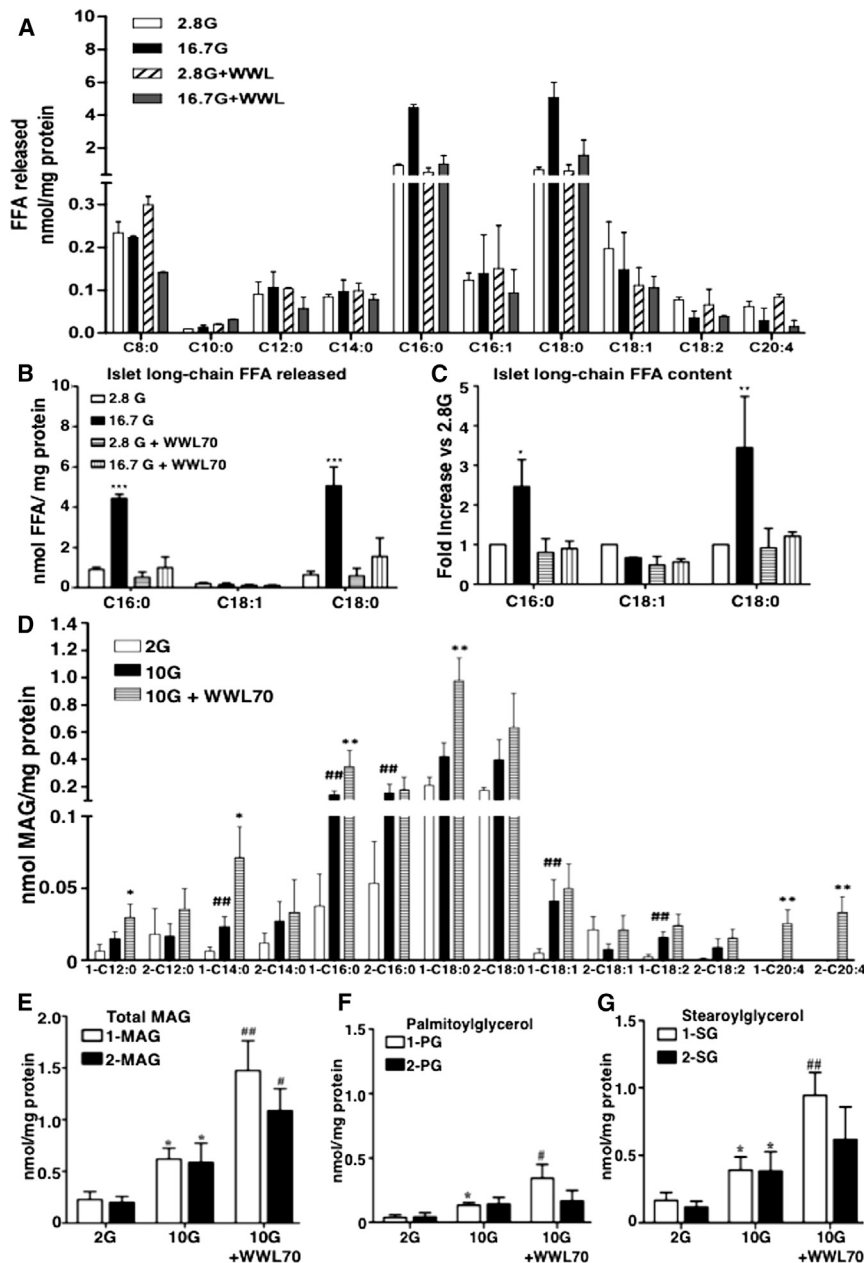 A
10
8
6
4
2
0.3
0.2
0.1
0.0
FFA released
nmol/mg protein
2.8G
16.7G
2.8G+WWL
16.7G+WWL
C8:0 C10:0 C12:0 C14:0 C16:0 C16:1 C18:0 C18:1 C18:2 C20:4
B
Islet long-chain FFA released
10
8
6
4
2
0
nmol FFA/ mg protein
2.8 G
16.7 G
2.8 G + WWL70
16.7 G + WWL70
***
***
C16:0 C18:1 C18:0
C
Islet long-chain FFA content
5
4
3
2
1
0
Fold Increase vs 2.8G
*
**
C16:0 C18:1 C18:0
D
1.4
1.2
1.0
0.8
0.6
0.4
0.2
0.1
0.05
0
nmol MAG/mg protein
2G
10G
10G + WWL70
* ## * ## ** ## ** ## ## ** **
1-C12:0 2-C12:0 1-C14:0 2-C14:0 1-C16:0 2-C16:0 1-C18:0 2-C18:0 1-C18:1 2-C18:1 1-C18:2 2-C18:2 1-C20:4 2-C20:4
E
Total MAG
2.0
1.5
1.0
0.5
0
nmol/mg protein
1-MAG
2-MAG
* * ## #
2G 10G 10G
+WWL70
F
Palmitoylglycerol
1.5
1.0
0.5
0
nmol/mg protein
1-PG
2-PG
* #
2G 10G 10G
+WWL70
G
Stearoylglycerol
1.5
1.0
0.5
0
nmol/mg protein
1-SG
2-SG
* * ##
2G 10G 10G
+WWL70